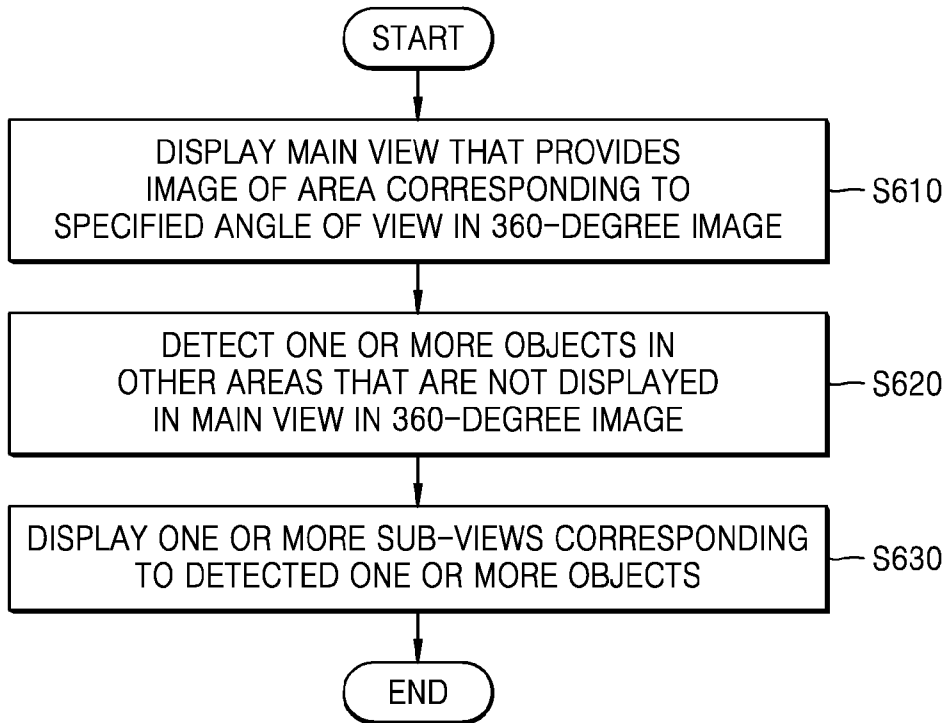 START
DISPLAY MAIN VIEW THAT PROVIDES
IMAGE OF AREA CORRESPONDING TO
SPECIFIED ANGLE OF VIEW IN 360-DEGREE IMAGE
S610
DETECT ONE OR MORE OBJECTS IN
OTHER AREAS THAT ARE NOT DISPLAYED
IN MAIN VIEW IN 360-DEGREE IMAGE
S620
DISPLAY ONE OR MORE SUB-VIEWS CORRESPONDING
TO DETECTED ONE OR MORE OBJECTS
S630
END